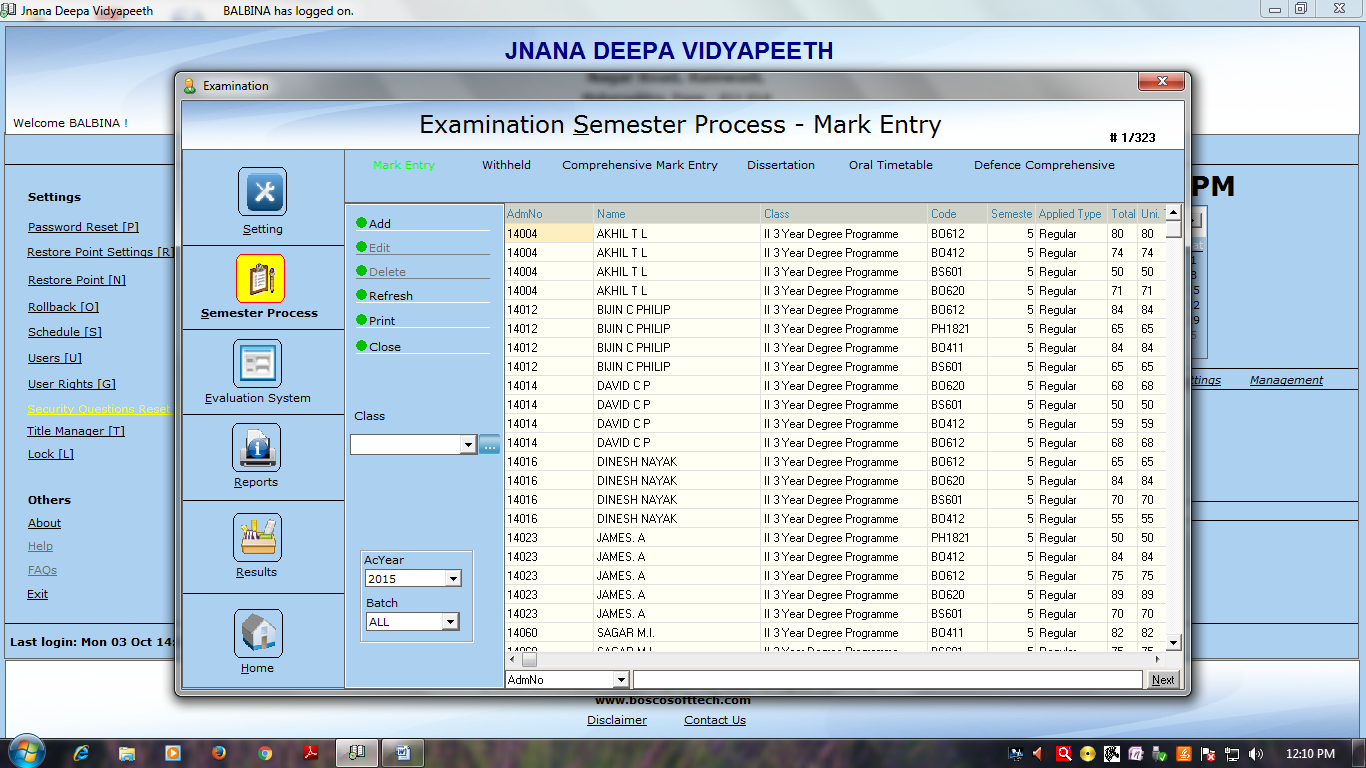 Jnana Deepa Vidyapeeth BALBINA has logged on.
JNANA DEEPA VIDYAPEETH
Examination
Welcome BALBINA !
Examination Semester Process - Mark Entry
# 1/323
Mark Entry Withheld Comprehensive Mark Entry Dissertation Oral Timetable Defence Comprehensive
PM
Settings
Password Reset [P]
Restore Point Settings [R]
Restore Point [N]
Rollback [O]
Schedule [S]
Users [U]
User Rights [G]
Security Questions Reset
Title Manager [T]
Lock [L]
Others
About
Help
FAQs
Exit
Last login: Mon 03 Oct 14:
Setting
Semester Process
Evaluation System
Reports
Results
Home
Add
Edit
Delete
Refresh
Print
Close
Class
...
AcYear
2015
Batch
ALL
AdmNo Name Class Code Semeste Applied Type Total Uni.
14004 AKHIL T L II 3 Year Degree Programme BO612 5 Regular 80 80
14004 AKHIL T L II 3 Year Degree Programme BO412 5 Regular 74 74
14004 AKHIL T L II 3 Year Degree Programme BS601 5 Regular 50 50
14004 AKHIL T L II 3 Year Degree Programme BO620 5 Regular 71 71
14012 BIJIN C PHILIP II 3 Year Degree Programme BO612 5 Regular 84 84
14012 BIJIN C PHILIP II 3 Year Degree Programme PH1821 5 Regular 65 65
14012 BIJIN C PHILIP II 3 Year Degree Programme BO411 5 Regular 84 84
14012 BIJIN C PHILIP II 3 Year Degree Programme BS601 5 Regular 65 65
14014 DAVID C P II 3 Year Degree Programme BO620 5 Regular 68 68
14014 DAVID C P II 3 Year Degree Programme BS601 5 Regular 50 50
14014 DAVID C P II 3 Year Degree Programme BO412 5 Regular 59 59
14014 DAVID C P II 3 Year Degree Programme BO612 5 Regular 68 68
14016 DINESH NAYAK II 3 Year Degree Programme BO612 5 Regular 65 65
14016 DINESH NAYAK II 3 Year Degree Programme BO620 5 Regular 84 84
14016 DINESH NAYAK II 3 Year Degree Programme BS601 5 Regular 70 70
14016 DINESH NAYAK II 3 Year Degree Programme BO412 5 Regular 55 55
14023 JAMES. A II 3 Year Degree Programme PH1821 5 Regular 50 50
14023 JAMES. A II 3 Year Degree Programme BO412 5 Regular 84 84
14023 JAMES. A II 3 Year Degree Programme BO612 5 Regular 75 75
14023 JAMES. A II 3 Year Degree Programme BO620 5 Regular 89 89
14023 JAMES. A II 3 Year Degree Programme BS601 5 Regular 70 70
14060 SAGAR M.I. II 3 Year Degree Programme BO411 5 Regular 82 82
AdmNo Next
ttings Management
www.boscosofttech.com
Disclaimer Contact Us
12:10 PM